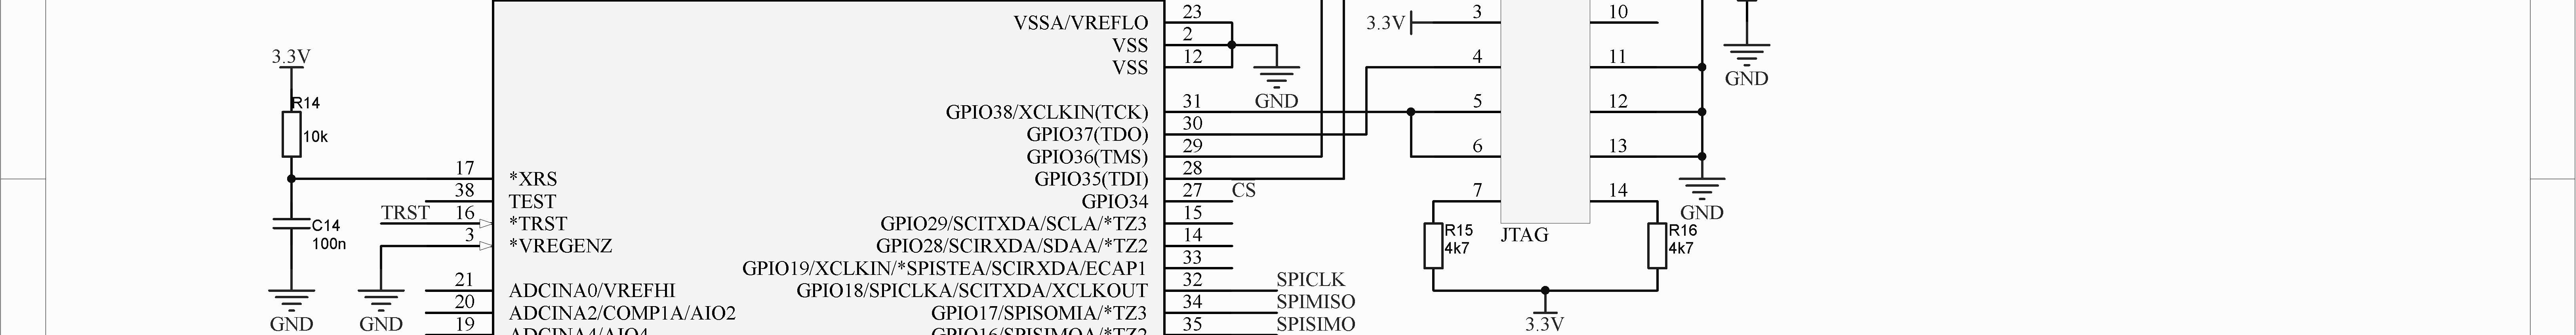 3.3V
R14
10k
17
38
TRST
16
3
21
20
19
C14
100n
GND
GND
*XRS
TEST
*TRST
*VREGENZ
ADCINA0/VREFHI
ADCINA2/COMP1A/AIO2
ADCINA4/AIO4
VSSA/VREFLO
VSS
VSS
GPIO38/XCLKIN(TCK)
GPIO37(TDO)
GPIO36(TMS)
GPIO35(TDI)
GPIO34
GPIO29/SCITXDA/SCLA/*TZ3
GPIO28/SCIRXDA/SDAA/*TZ2
GPIO19/XCLKIN/*SPISTEA/SCIRXDA/ECAP1
GPIO18/SPICLKA/SCITXDA/XCLKOUT
GPIO17/SPISOMIA/*TZ3
GPIO16/SPISIMOA/*TZ2
23
2
12
31
30
29
28
27
15
14
33
32
34
35
GND
CS
SPICLK
SPIMISO
SPISIMO
3.3V
3
4
5
6
7
10
11
12
13
14
JTAG
R15
4k7
R16
4k7
3.3V
GND
GND